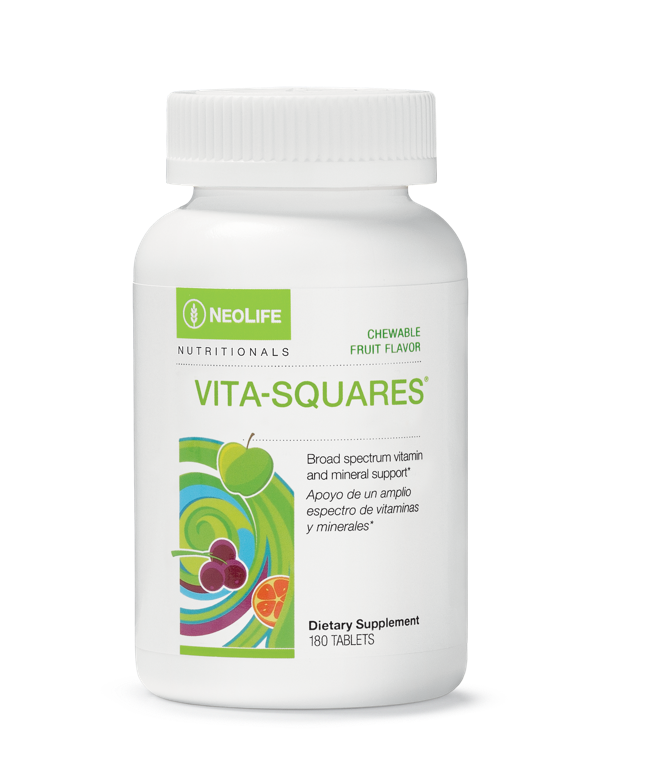 NEOLIFE
NUTRITIONALS
CHEWABLE
FRUIT FLAVOR
VITA-SQUARES®
Broad spectrum vitamin
and mineral support*
Apoyo de un amplio
espectro de vitaminas
y minerales*
Dietary Supplement
180 TABLETS